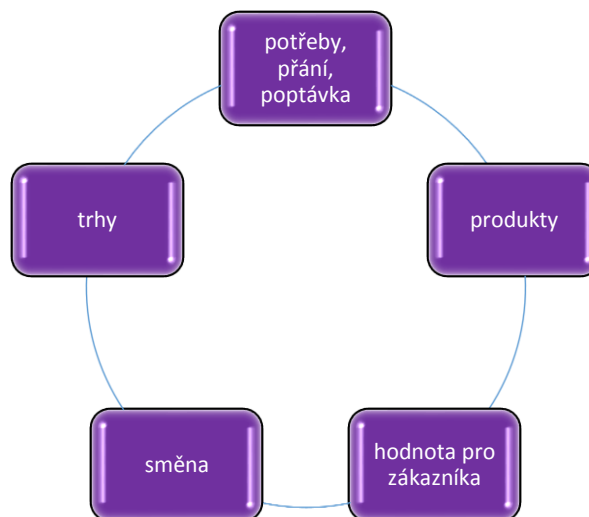 potřeby,
přání,
poptávka
produkty
hodnota pro
zákazníka
směna
trhy